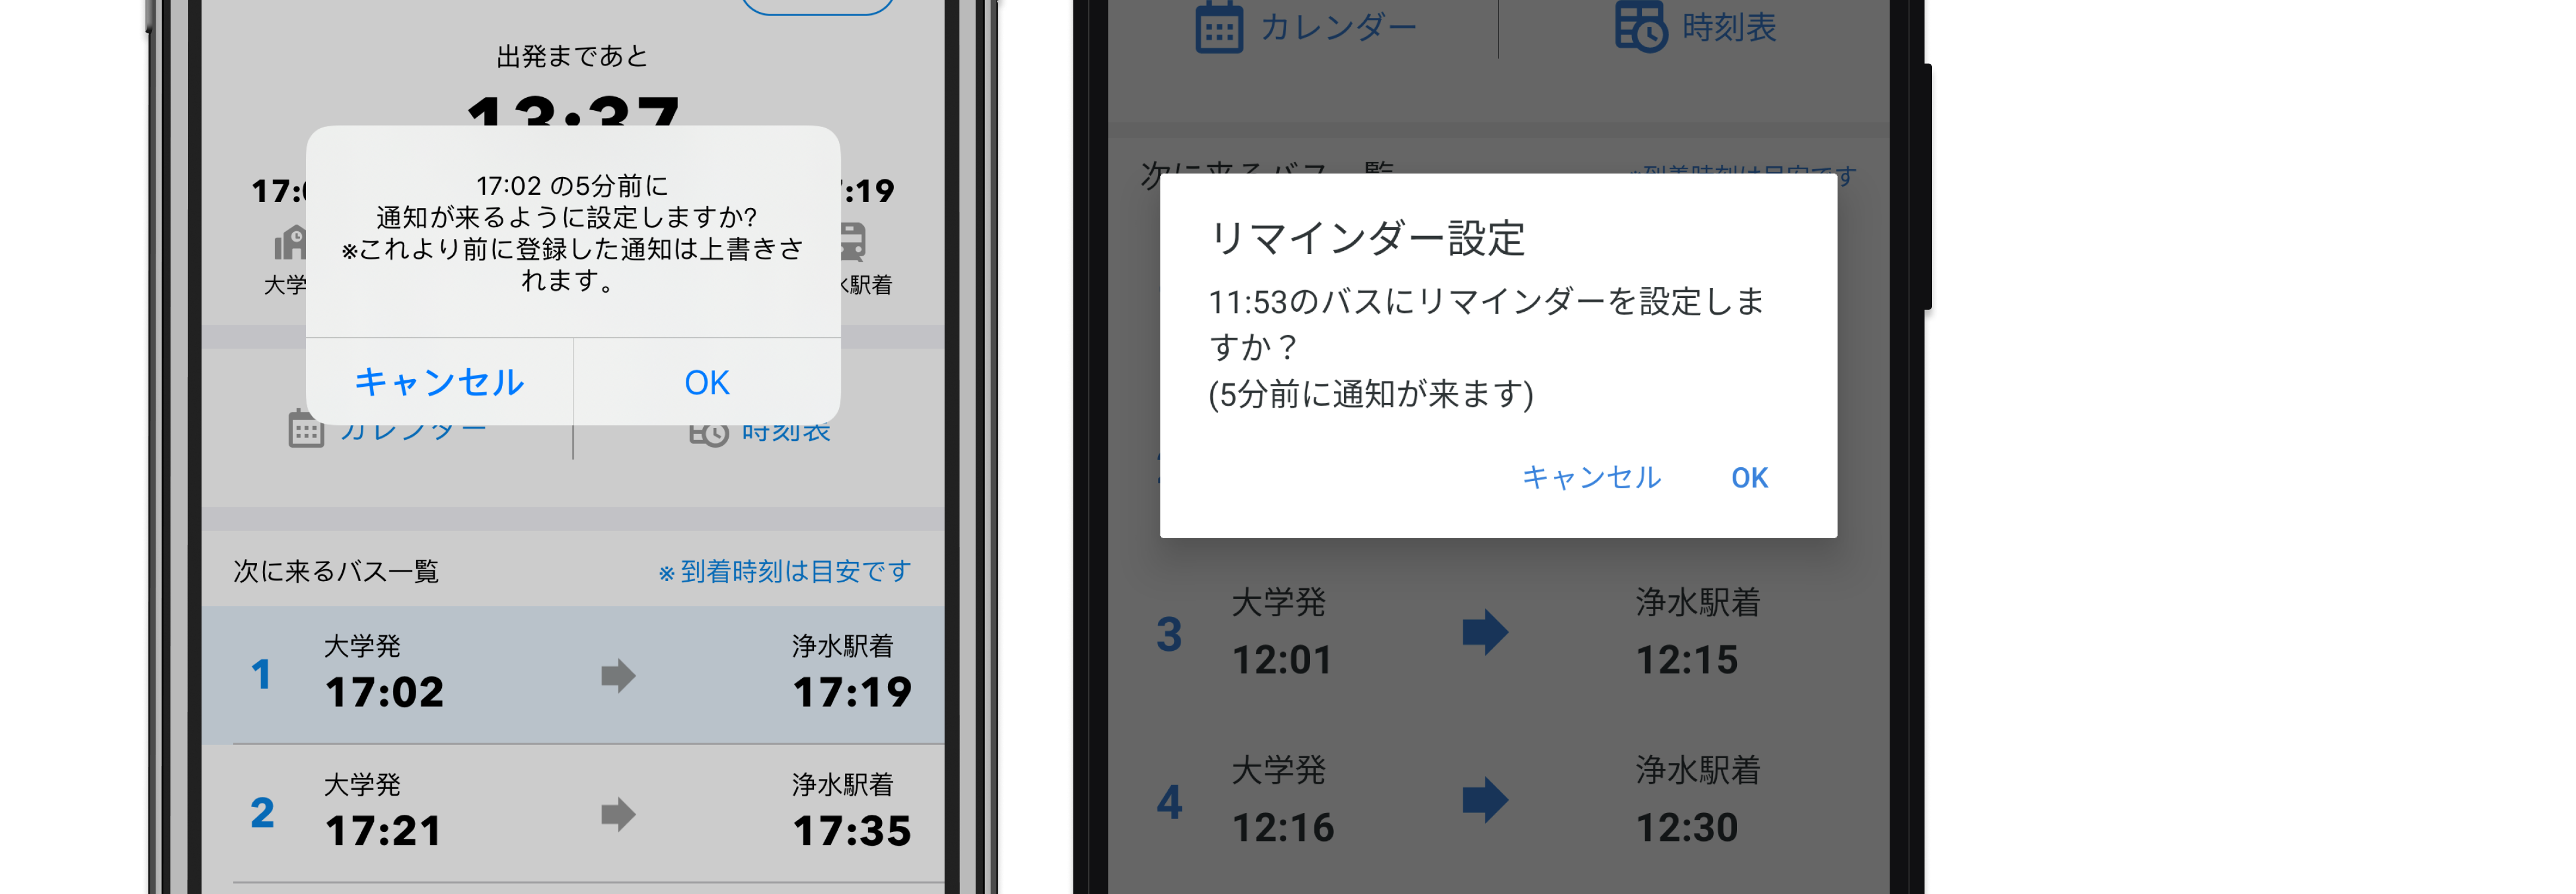 出発まであと
13:37
17:02 の5分前に
通知が来るように設定しますか?
※これより前に登録した通知は上書きさ
れます。
:19
大学
駅着
キャンセル
OK
カレンダー
時刻表
次に来るバス一覧
※ 到着時刻は目安です
1
大学発
17:02
浄水駅着
17:19
2
大学発
17:21
浄水駅着
17:35
カレンダー
時刻表
次に来るバス一覧
※到着時刻は目安です
リマインダー設定
11:53のバスにリマインダーを設定しま
すか？
(5分前に通知が来ます)
キャンセル
OK
3
大学発
12:01
浄水駅着
12:15
4
大学発
12:16
浄水駅着
12:30